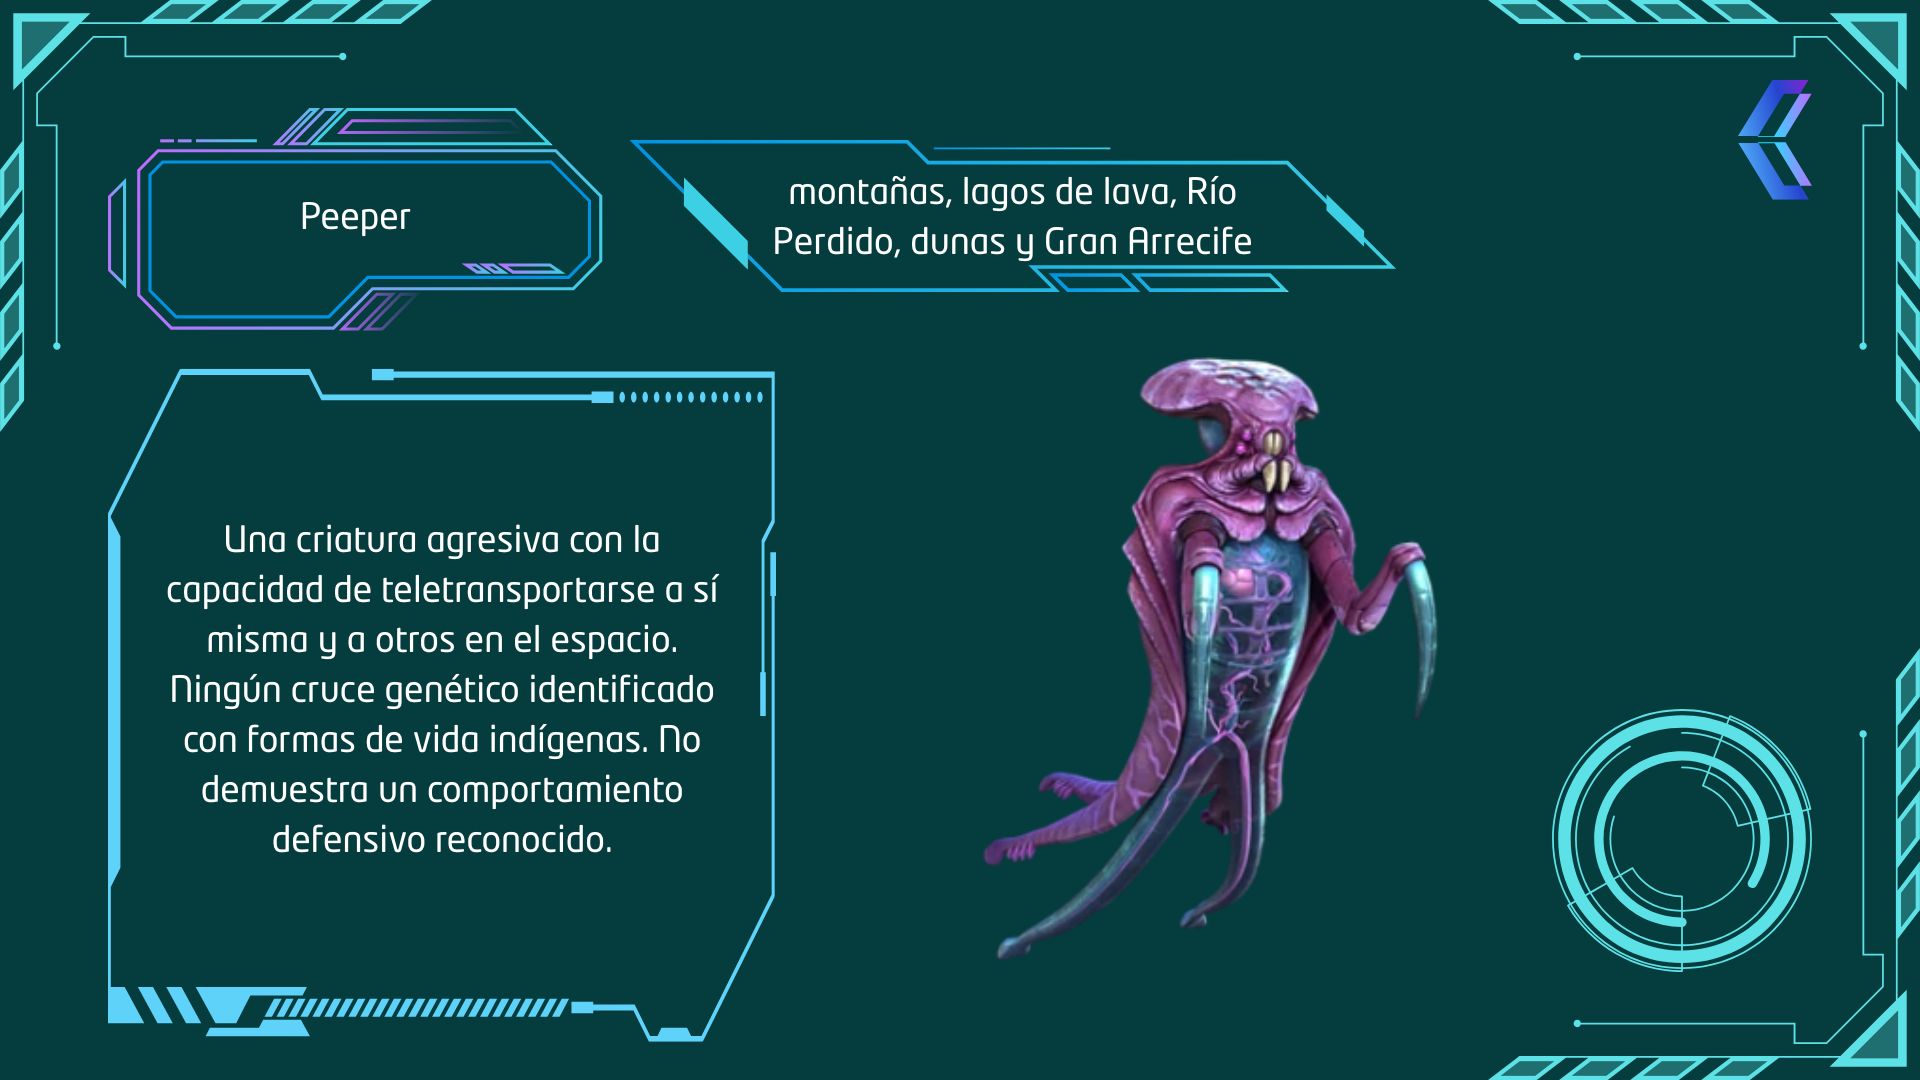 Peeper
montañas, lagos de lava, Río
Perdido, dunas y Gran Arrecife
Una criatura agresiva con la
capacidad de teletransportarse a sí
misma y a otros en el espacio.
Ningún cruce genético identificado
con formas de vida indígenas. No
demuestra un comportamiento
defensivo reconocido.